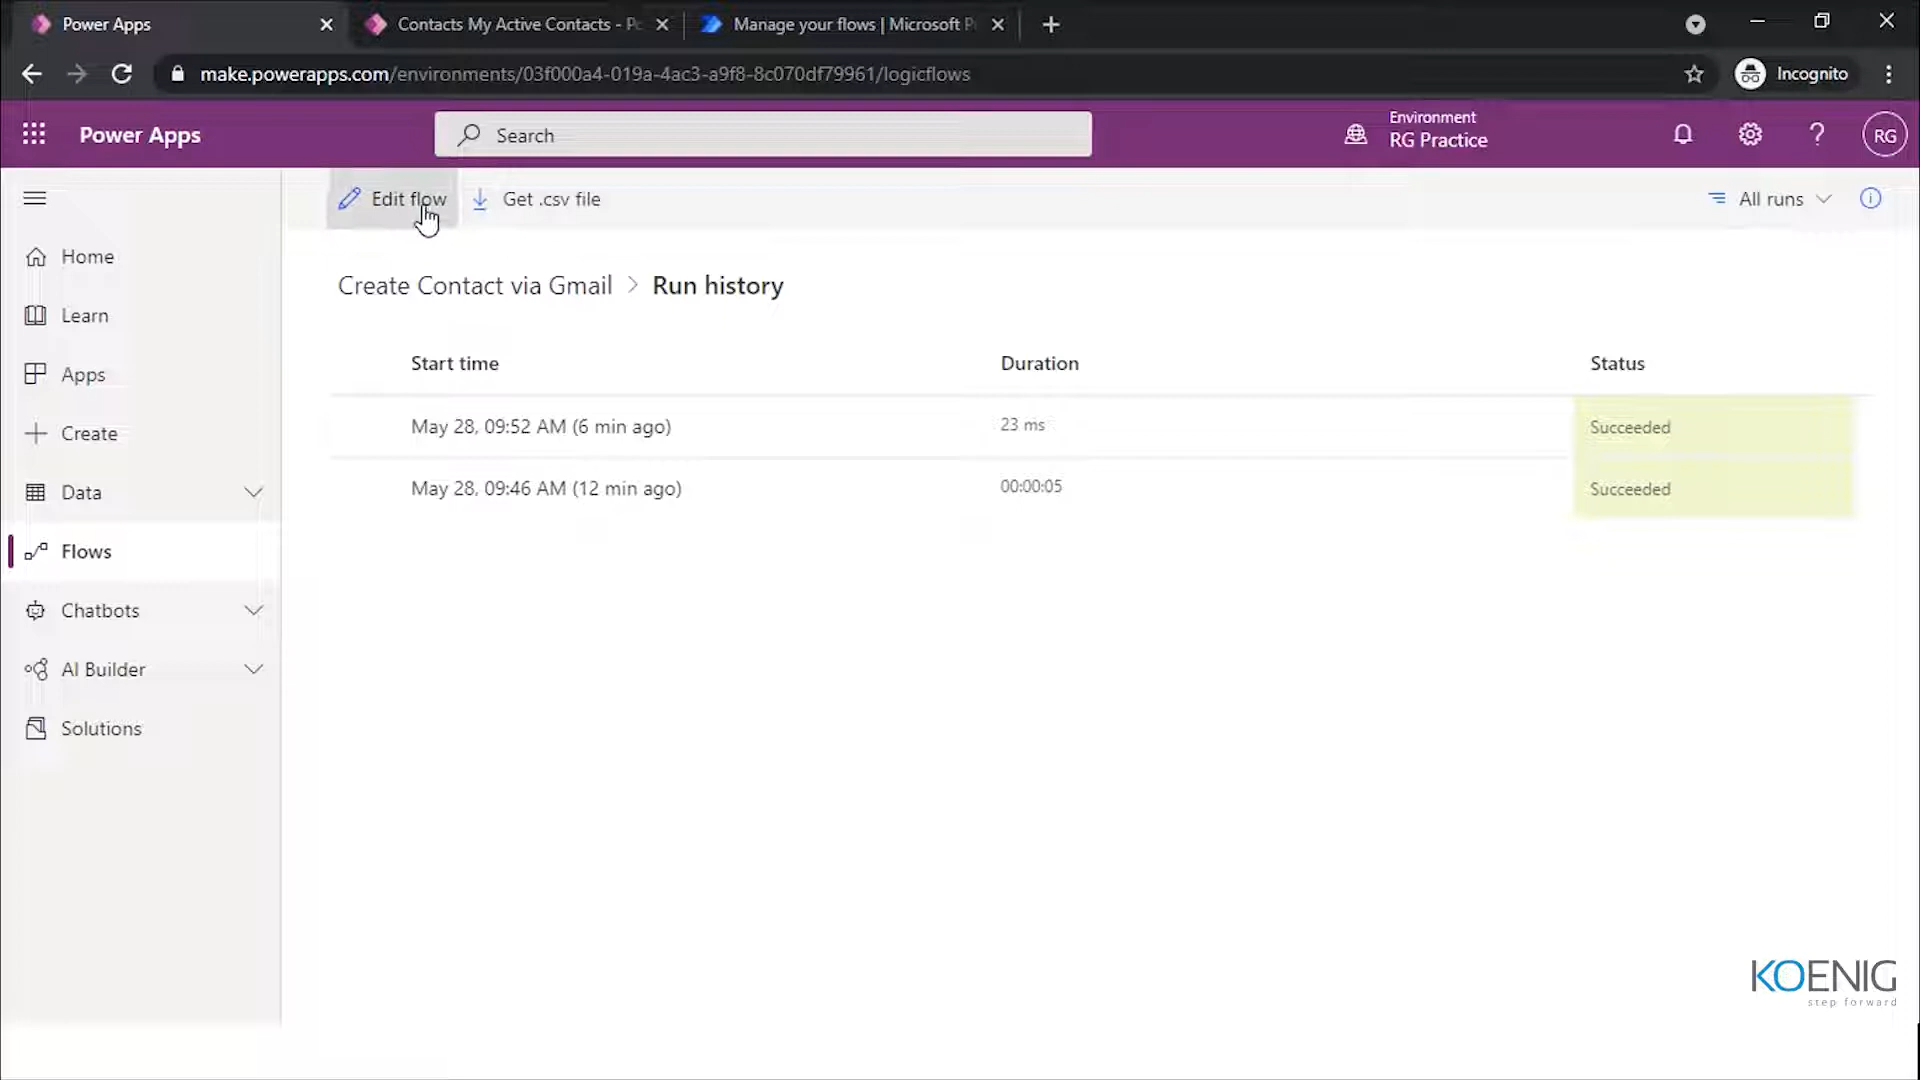 Power Apps
Contacts My Active Contacts - Po
Manage your flows | Microsoft P
make.powerapps.com/environments/03f000a4-019a-4ac3-a9f8-8c070df79961/logicflows
Incognito
Power Apps
Search
Environment
RG Practice
RG
Edit flow
Get .csv file
All runs
Home
Learn
Apps
Create
Data
Flows
Chatbots
AI Builder
Solutions
Create Contact via Gmail > Run history
Start time Duration Status
May 28, 09:52 AM (6 min ago) 23 ms Succeeded
May 28, 09:46 AM (12 min ago) 00:00:05 Succeeded
KOENIG
step forward